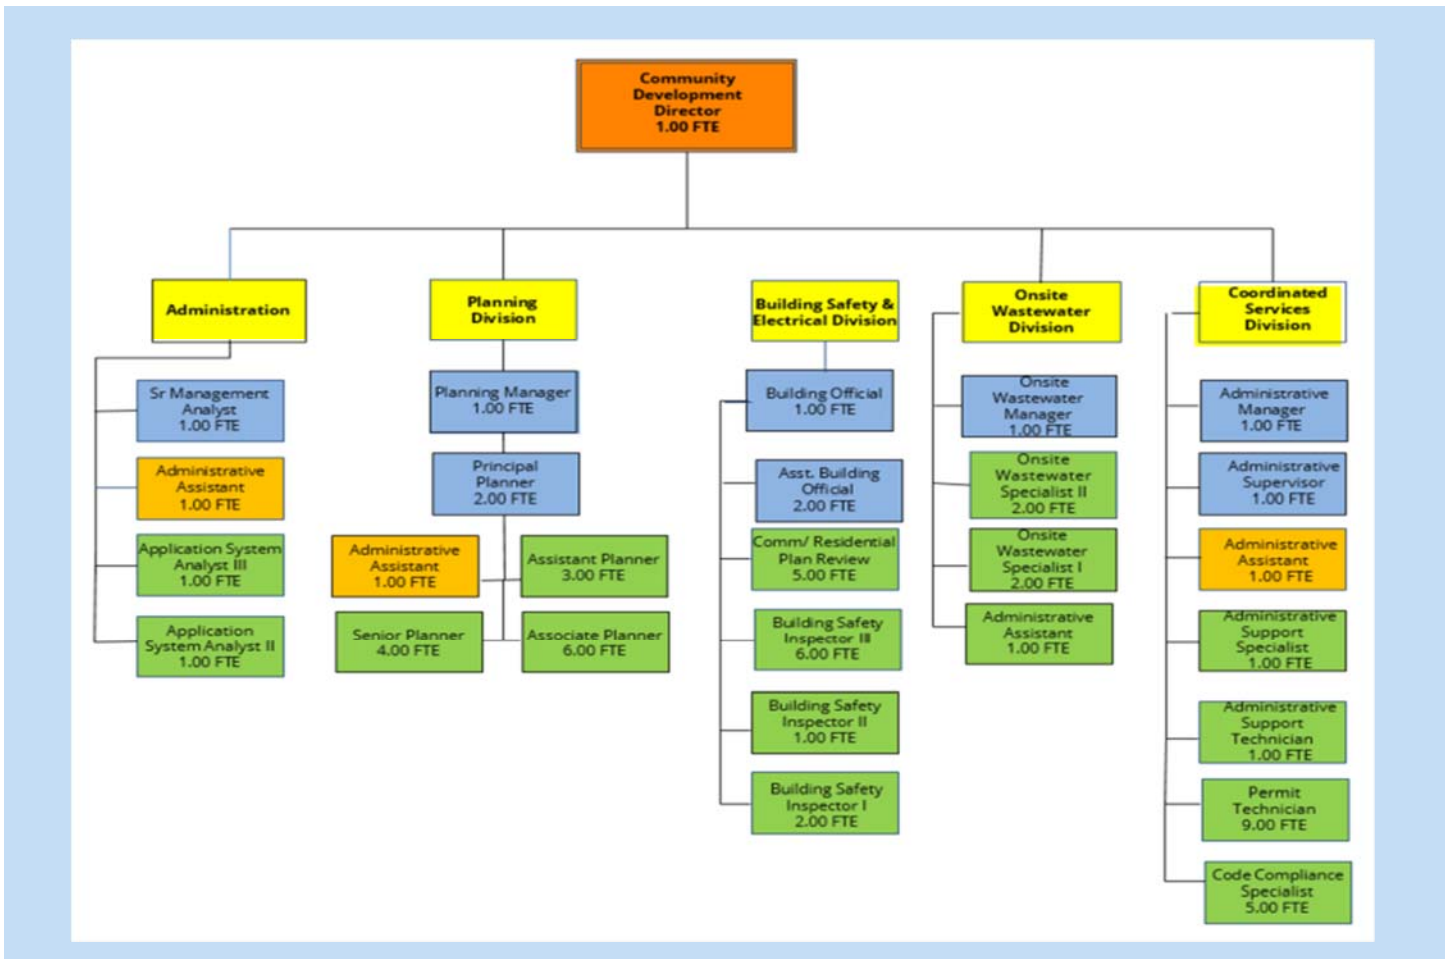 Community
Development
Director
1.00 FTE
Administration
Sr Management
Analyst
1.00 FTE
Administrative
Assistant
1.00 FTE
Application System
Analyst III
1.00 FTE
Application
System Analyst II
1.00 FTE
Planning
Division
Planning Manager
1.00 FTE
Principal
Planner
2.00 FTE
Administrative
Assistant
1.00 FTE
Assistant Planner
3.00 FTE
Senior Planner
4.00 FTE
Associate Planner
6.00 FTE
Building Safety &
Electrical Division
Building Official
1.00 FTE
Asst. Building
Official
2.00 FTE
Comm/ Residential
Plan Review
5.00 FTE
Building Safety
Inspector III
6.00 FTE
Building Safety
Inspector II
1.00 FTE
Building Safety
Inspector I
2.00 FTE
Onsite
Wastewater
Division
Onsite
Wastewater
Manager
1.00 FTE
Onsite
Wastewater
Specialist II
2.00 FTE
Onsite
Wastewater
Specialist I
2.00 FTE
Administrative
Assistant
1.00 FTE
Coordinated
Services
Division
Administrative
Manager
1.00 FTE
Administrative
Supervisor
1.00 FTE
Administrative
Assistant
1.00 FTE
Administrative
Support
Specialist
1.00 FTE
Administrative
Support
Technician
1.00 FTE
Permit
Technician
9.00 FTE
Code Compliance
Specialist
5.00 FTE